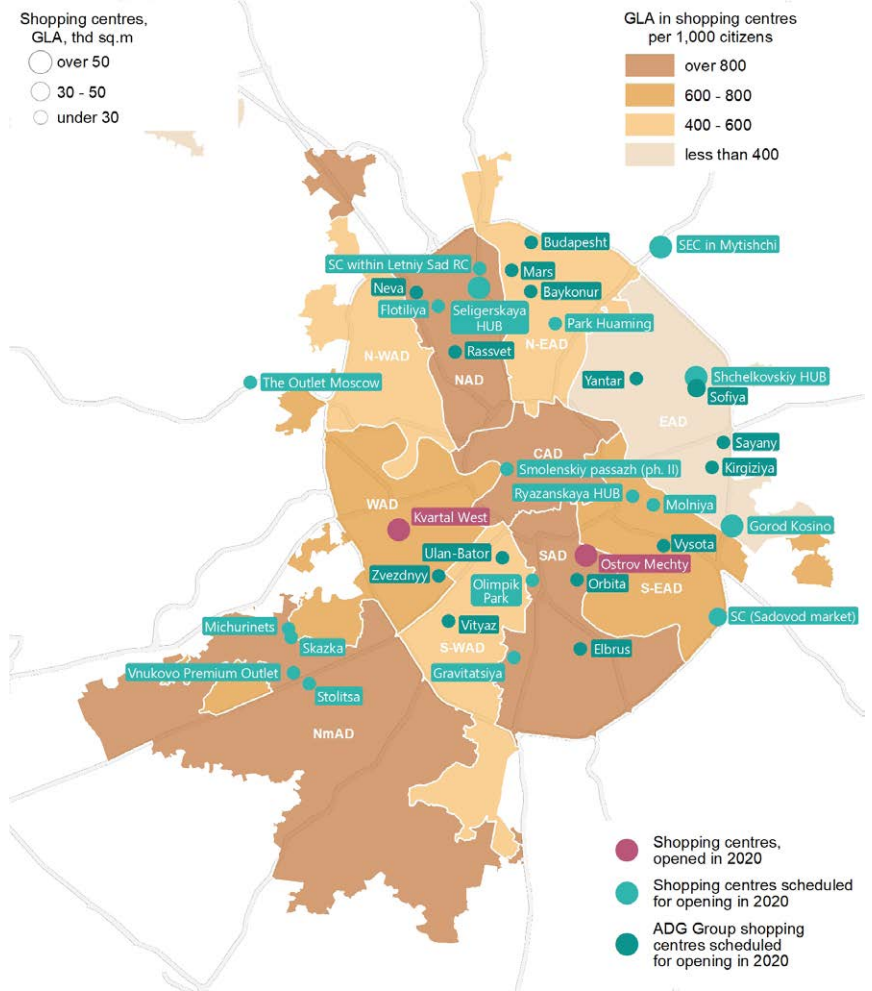 Shopping centres,
GLA, thd sq.m
over 50
30 - 50
under 30
GLA in shopping centres
per 1,000 citizens
over 800
600 - 800
400 - 600
less than 400
Budapesht
SEC in Mytishchi
SC within Letniy Sad RC
Mars
Neva
Baykonur
Flotiliya
Seligerskaya
HUB
Park Huaming
N-EAD
Rassvet
N-WAD
NAD
The Outlet Moscow
Yantar
Shchelkovskiy HUB
Sofiya
EAD
Sayany
CAD
Smolenskiy passazh (ph. II)
Kirgiziya
Ryazanskaya HUB
Molniya
WAD
Kvartal West
Gorod Kosino
Vysota
Ulan-Bator
SAD
Ostrov Mechty
Zvezdnyy
Olimpik
Park
Orbita
S-EAD
SC (Sadovod market)
Michurinets
Vityaz
Skazka
S-WAD
Elbrus
Vnukovo Premium Outlet
Gravitatsiya
Stolitsa
NmAD
Shopping centres,
opened in 2020
Shopping centres scheduled
for opening in 2020
ADG Group shopping
centres scheduled
for opening in 2020